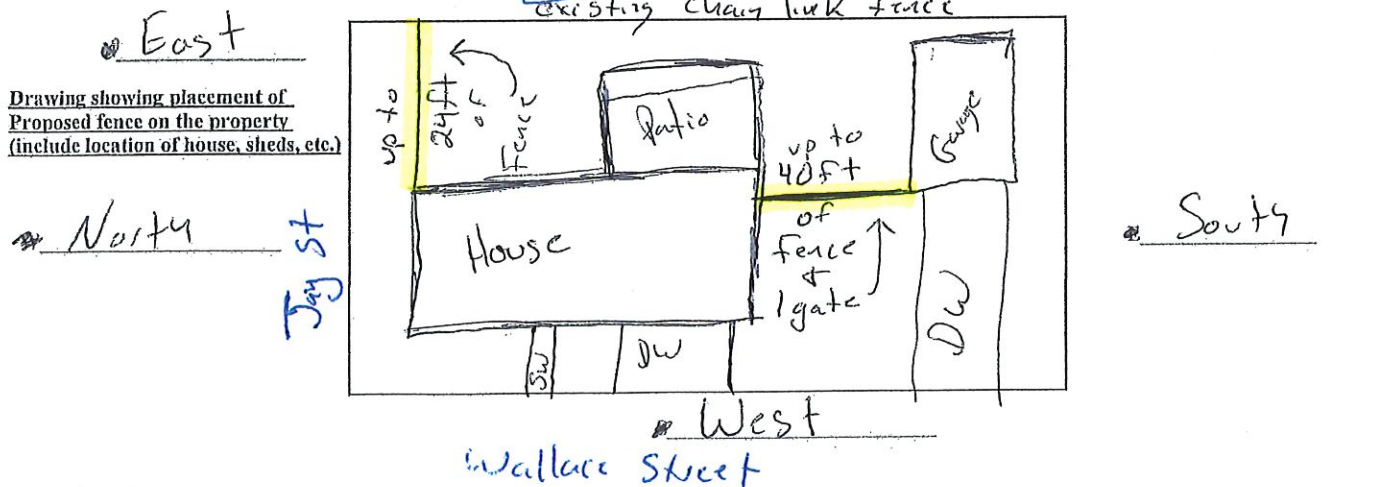 existing chain link fence
East
Drawing showing placement of
Proposed fence on the property
(include location of house, sheds, etc.)
up to
24ft
of
fence
Patio
up to
40ft
of
fence
+
1 gate
Garage
North
Jay St
House
South
SW
DW
DW
West
Wallace Street